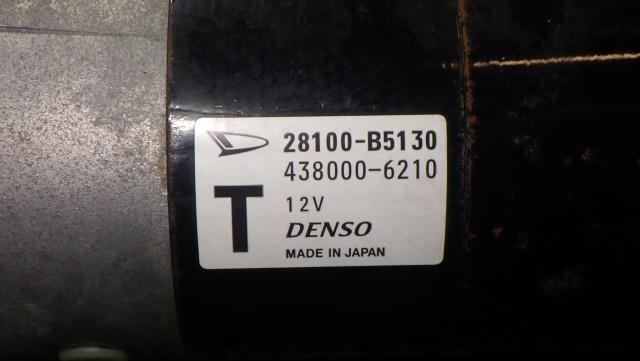 28100-B5130
438000-6210
T
12V
DENSO
MADE IN JAPAN